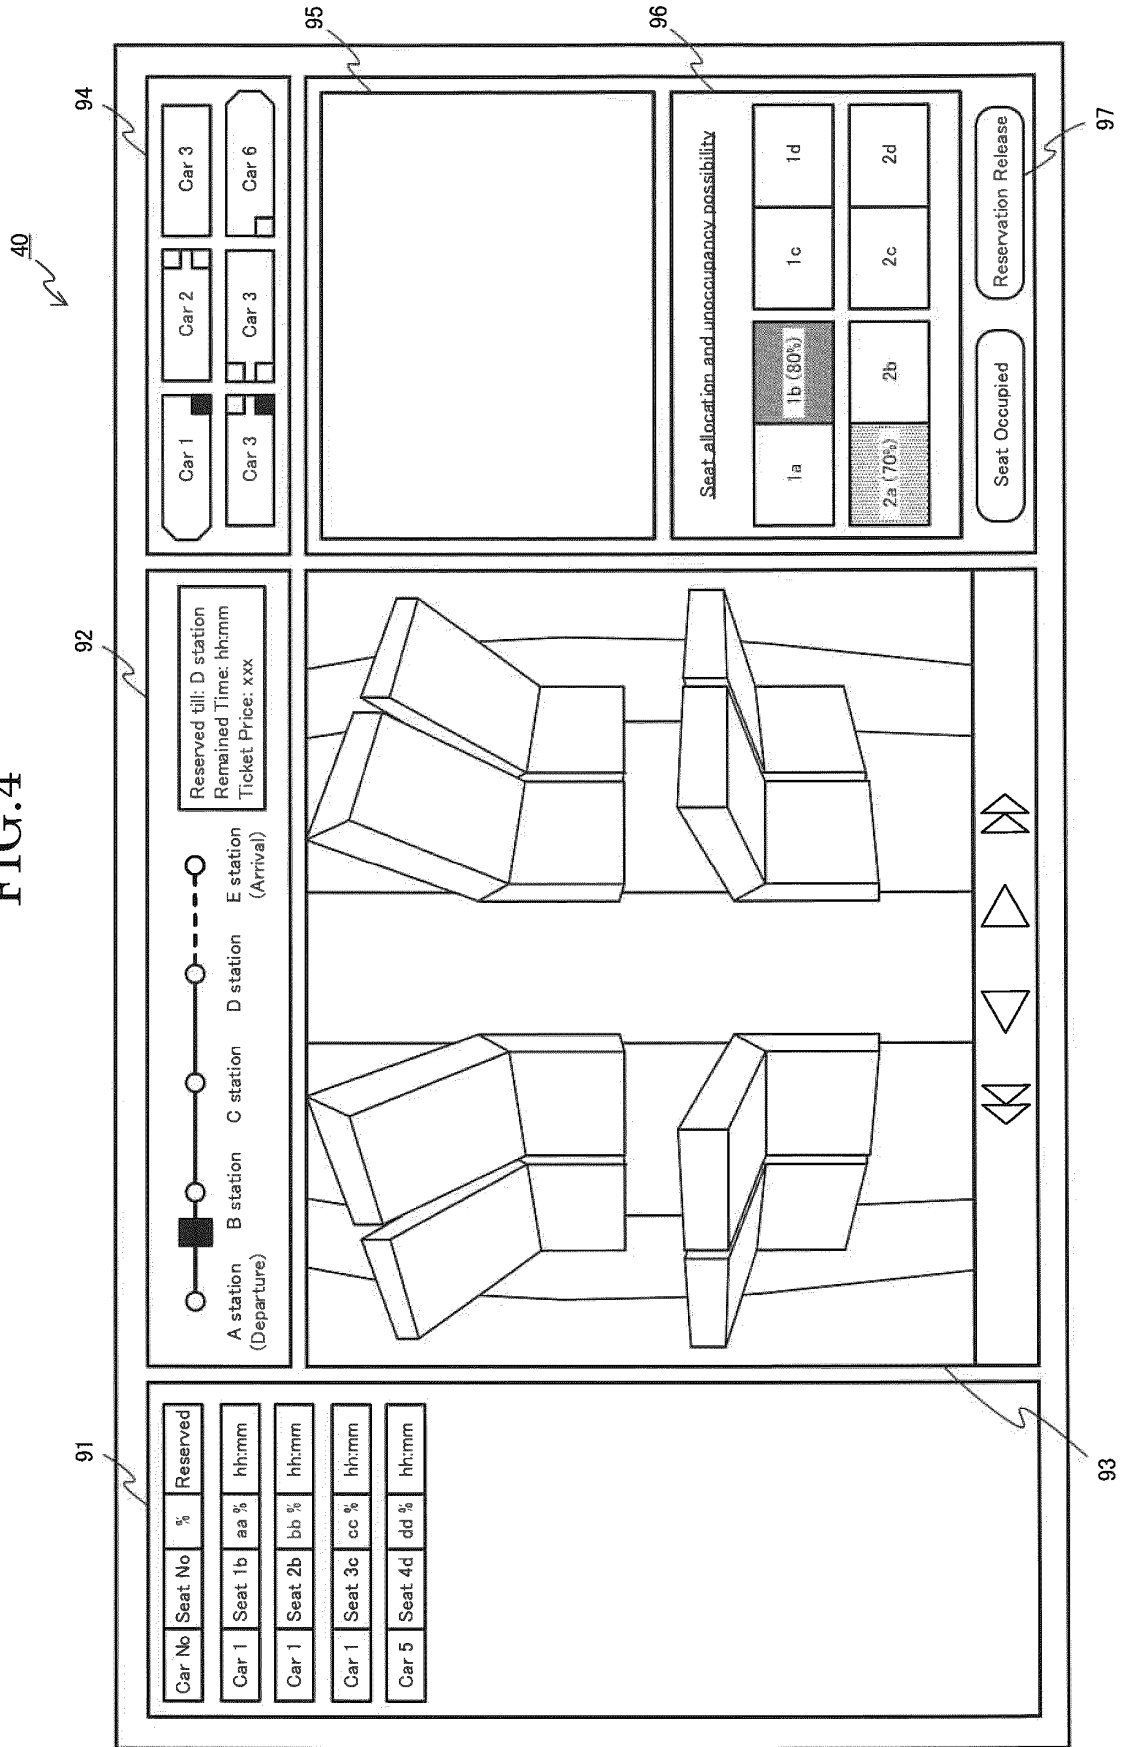 FIG.4
40
91
Car No Seat No % Reserved
Car 1 Seat 1b aa % hh:mm
Car 1 Seat 2b bb % hh:mm
Car 1 Seat 3c cc % hh:mm
Car 5 Seat 4d dd % hh:mm
92
A station B station C station D station E station
(Departure) (Arrival)
Reserved till: D station
Remained Time: hh:mm
Ticket Price: xxx
93
94
Car 1 Car 2 Car 3
Car 3 Car 3 Car 6
95
96
Seat allocation and unoccupancy possibility
1a 1b (80%) 1c 1d
2a (70%) 2b 2c 2d
Seat Occupied Reservation Release
97